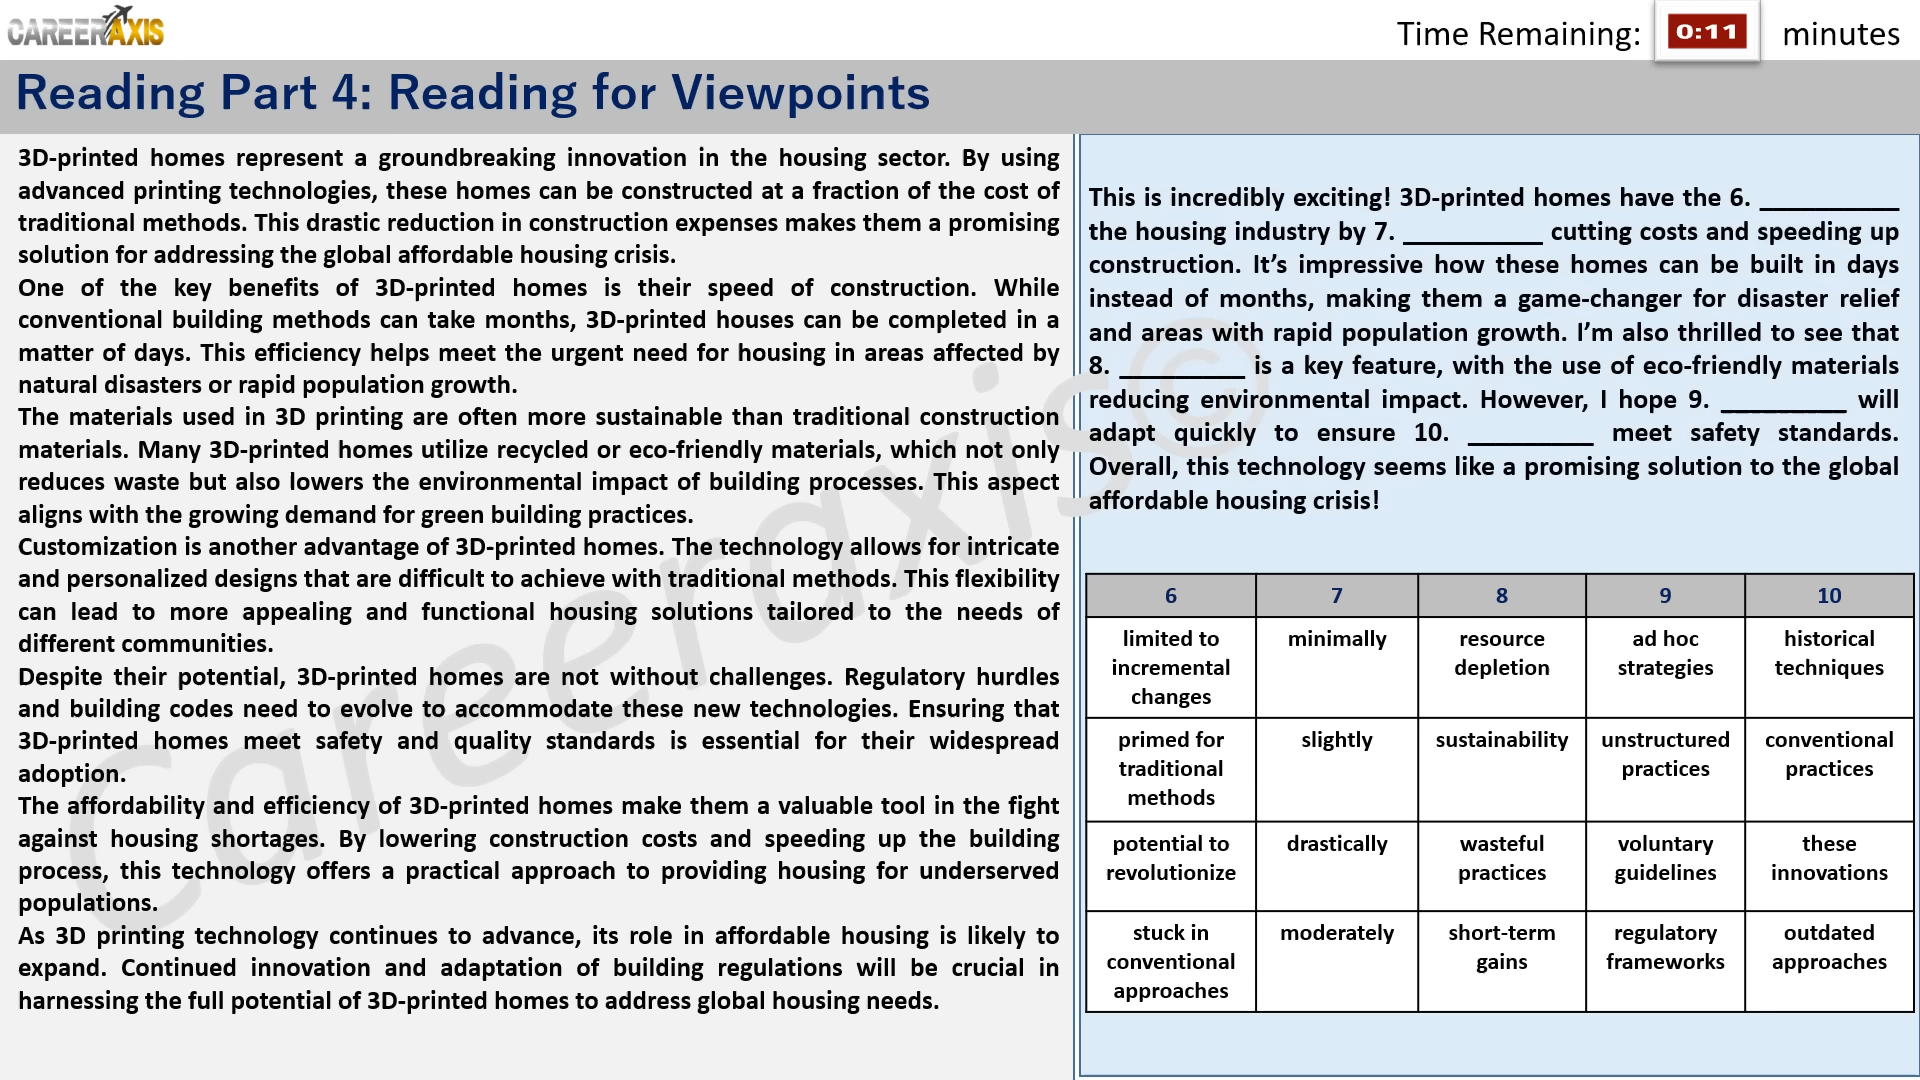 CAREERAXIS
Time Remaining: 0:11 minutes
Reading Part 4: Reading for Viewpoints
3D-printed homes represent a groundbreaking innovation in the housing sector. By using
advanced printing technologies, these homes can be constructed at a fraction of the cost of
traditional methods. This drastic reduction in construction expenses makes them a promising
solution for addressing the global affordable housing crisis.
One of the key benefits of 3D-printed homes is their speed of construction. While
conventional building methods can take months, 3D-printed houses can be completed in a
matter of days. This efficiency helps meet the urgent need for housing in areas affected by
natural disasters or rapid population growth.
The materials used in 3D printing are often more sustainable than traditional construction
materials. Many 3D-printed homes utilize recycled or eco-friendly materials, which not only
reduces waste but also lowers the environmental impact of building processes. This aspect
aligns with the growing demand for green building practices.
Customization is another advantage of 3D-printed homes. The technology allows for intricate
and personalized designs that are difficult to achieve with traditional methods. This flexibility
can lead to more appealing and functional housing solutions tailored to the needs of
different communities.
Despite their potential, 3D-printed homes are not without challenges. Regulatory hurdles
and building codes need to evolve to accommodate these new technologies. Ensuring that
3D-printed homes meet safety and quality standards is essential for their widespread
adoption.
The affordability and efficiency of 3D-printed homes make them a valuable tool in the fight
against housing shortages. By lowering construction costs and speeding up the building
process, this technology offers a practical approach to providing housing for underserved
populations.
As 3D printing technology continues to advance, its role in affordable housing is likely to
expand. Continued innovation and adaptation of building regulations will be crucial in
harnessing the full potential of 3D-printed homes to address global housing needs.
This is incredibly exciting! 3D-printed homes have the 6. __________
the housing industry by 7. __________ cutting costs and speeding up
construction. It’s impressive how these homes can be built in days
instead of months, making them a game-changer for disaster relief
and areas with rapid population growth. I’m also thrilled to see that
8. _________ is a key feature, with the use of eco-friendly materials
reducing environmental impact. However, I hope 9. _________ will
adapt quickly to ensure 10. _________ meet safety standards.
Overall, this technology seems like a promising solution to the global
affordable housing crisis!
6 7 8 9 10
limited to minimally resource ad hoc historical
incremental depletion strategies techniques
changes
primed for slightly sustainability unstructured conventional
traditional practices practices
methods
potential to drastically wasteful voluntary these
revolutionize practices guidelines innovations
stuck in moderately short-term regulatory outdated
conventional gains frameworks approaches
approaches
Careeraxis©